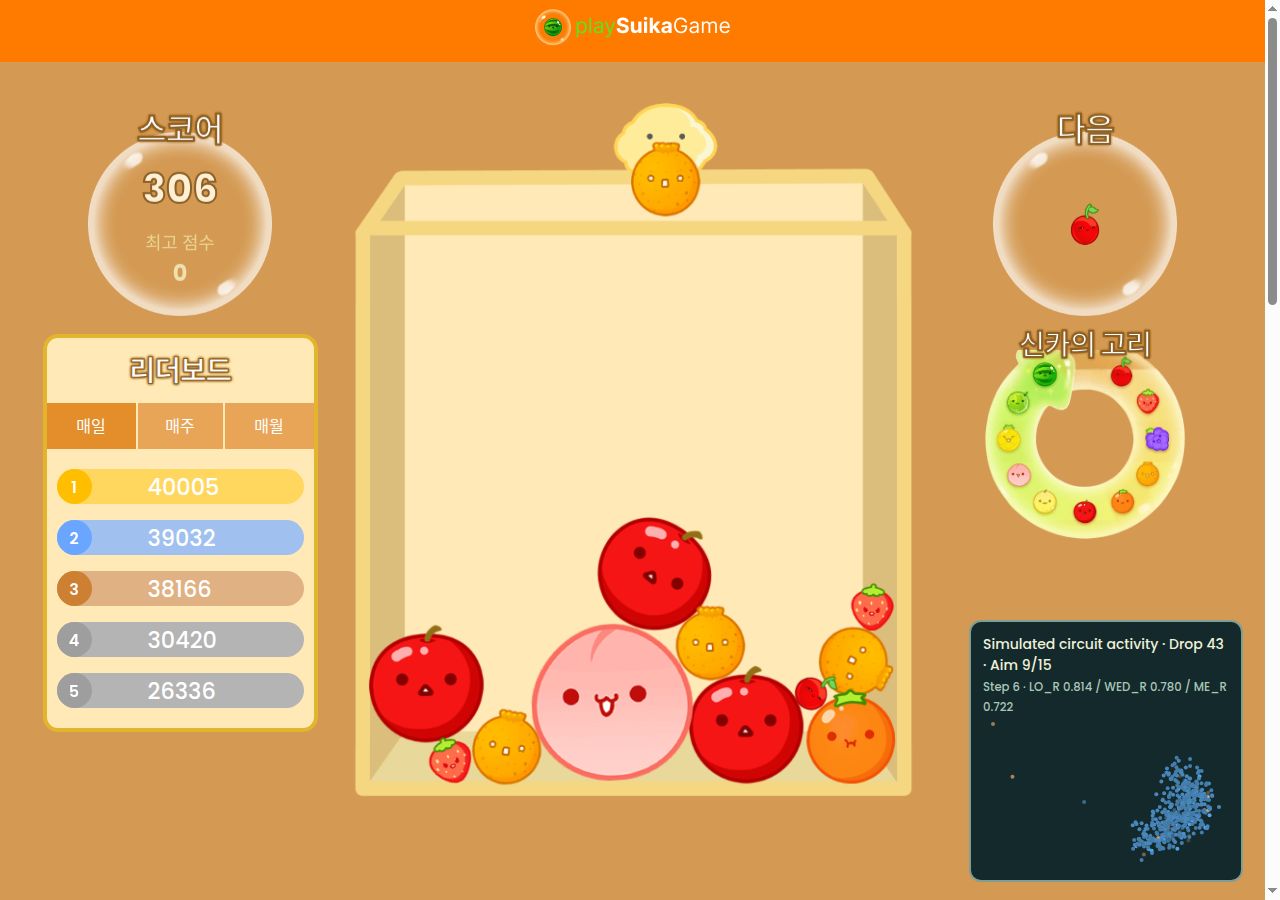 playSuikaGame
스코어
306
최고 점수
0
다음
리더보드
매일 매주 매월
1 40005
2 39032
3 38166
4 30420
5 26336
신카의 고리
Simulated circuit activity · Drop 43
· Aim 9/15
Step 6 · LO_R 0.814 / WED_R 0.780 / ME_R
0.722